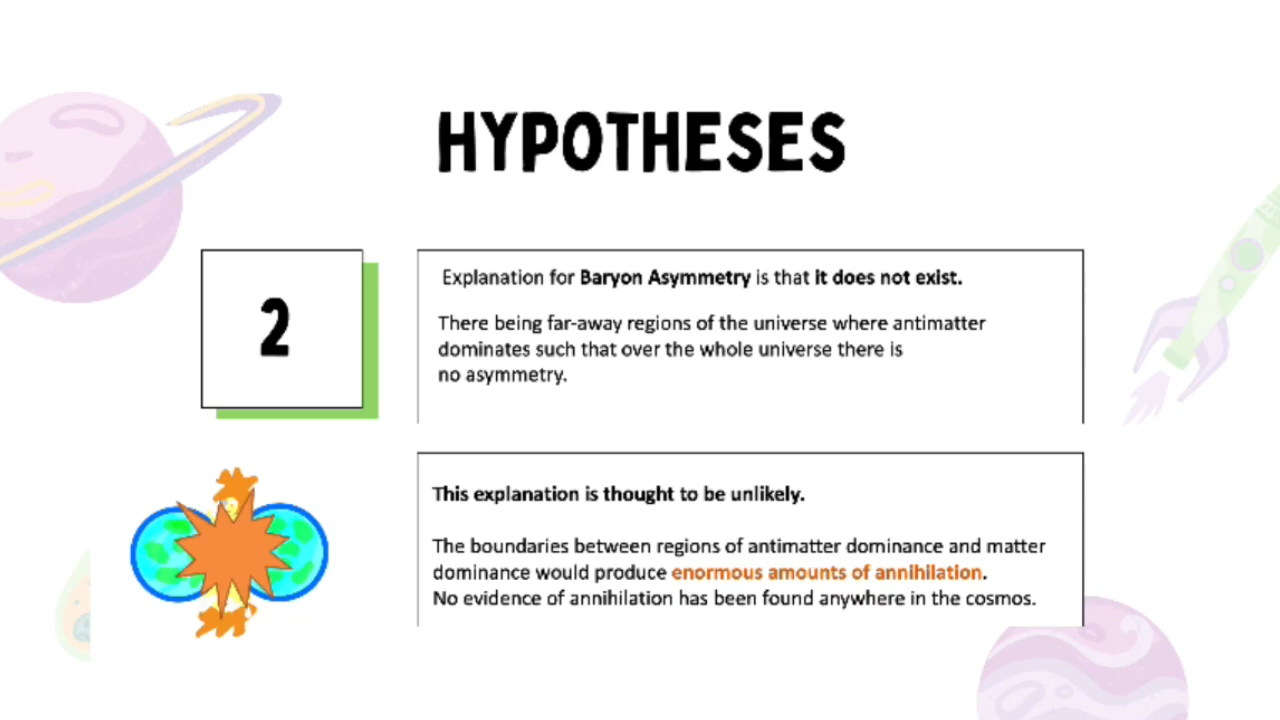 HYPOTHESES
2
Explanation for Baryon Asymmetry is that it does not exist.
There being far-away regions of the universe where antimatter
dominates such that over the whole universe there is
no asymmetry.
This explanation is thought to be unlikely.
The boundaries between regions of antimatter dominance and matter
dominance would produce enormous amounts of annihilation.
No evidence of annihilation has been found anywhere in the cosmos.